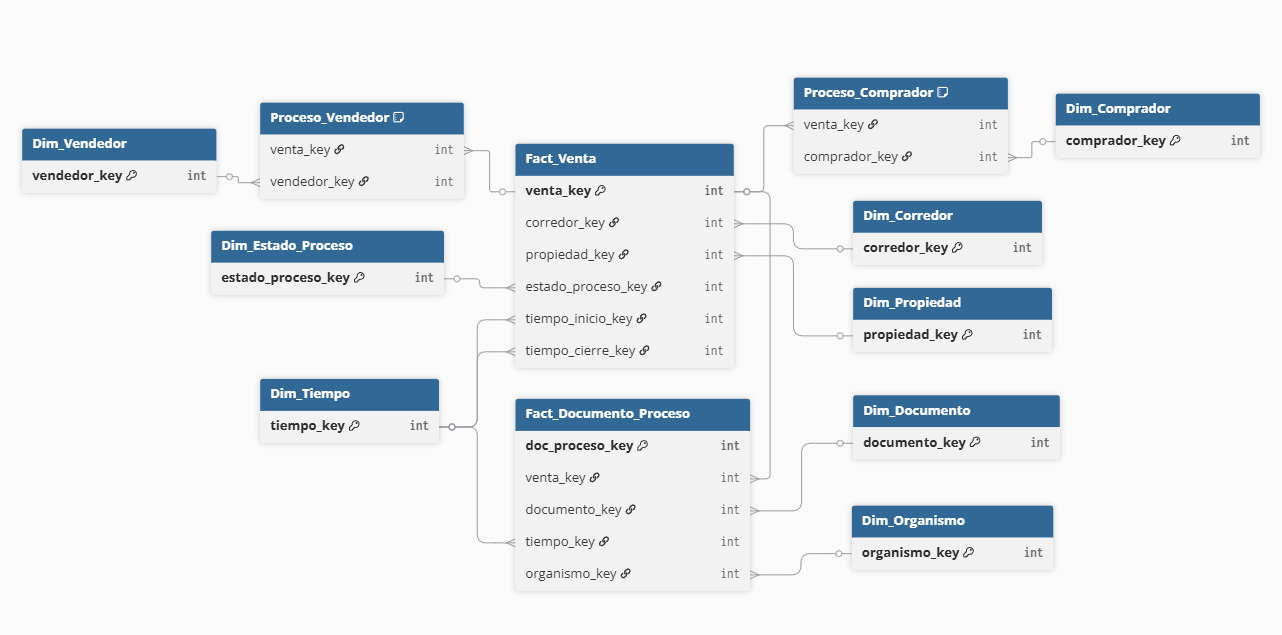 Dim_Vendedor
vendedor_key int
Proceso_Vendedor
venta_key int
vendedor_key int
Dim_Estado_Proceso
estado_proceso_key int
Dim_Tiempo
tiempo_key int
Fact_Venta
venta_key int
corredor_key int
propiedad_key int
estado_proceso_key int
tiempo_inicio_key int
tiempo_cierre_key int
Fact_Documento_Proceso
doc_proceso_key int
venta_key int
documento_key int
tiempo_key int
organismo_key int
Proceso_Comprador
venta_key int
comprador_key int
Dim_Comprador
comprador_key int
Dim_Corredor
corredor_key int
Dim_Propiedad
propiedad_key int
Dim_Documento
documento_key int
Dim_Organismo
organismo_key int